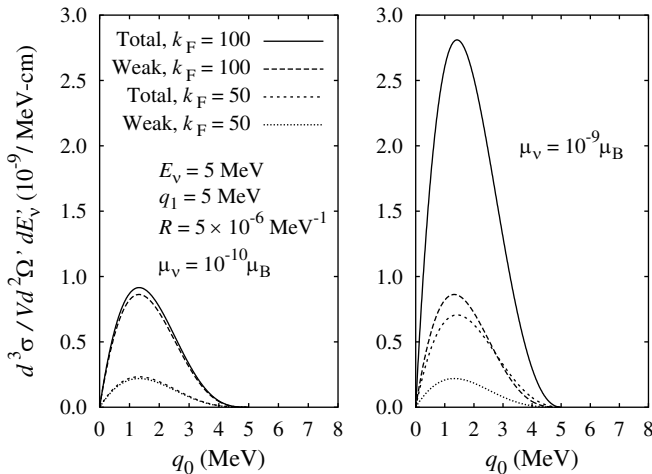 d³σ / Vd²Ω' dE'ν (10⁻⁹/ MeV-cm)
3.0
2.5
2.0
1.5
1.0
0.5
0.0
Total, kF = 100
Weak, kF = 100
Total, kF = 50
Weak, kF = 50
Eν = 5 MeV
q1 = 5 MeV
R = 5 × 10⁻⁶ MeV⁻¹
μν = 10⁻¹⁰μB
0 1 2 3 4 5 6 7 8
q0 (MeV)
3.0
2.5
2.0
1.5
1.0
0.5
0.0
μν = 10⁻⁹μB
0 1 2 3 4 5 6 7 8
q0 (MeV)